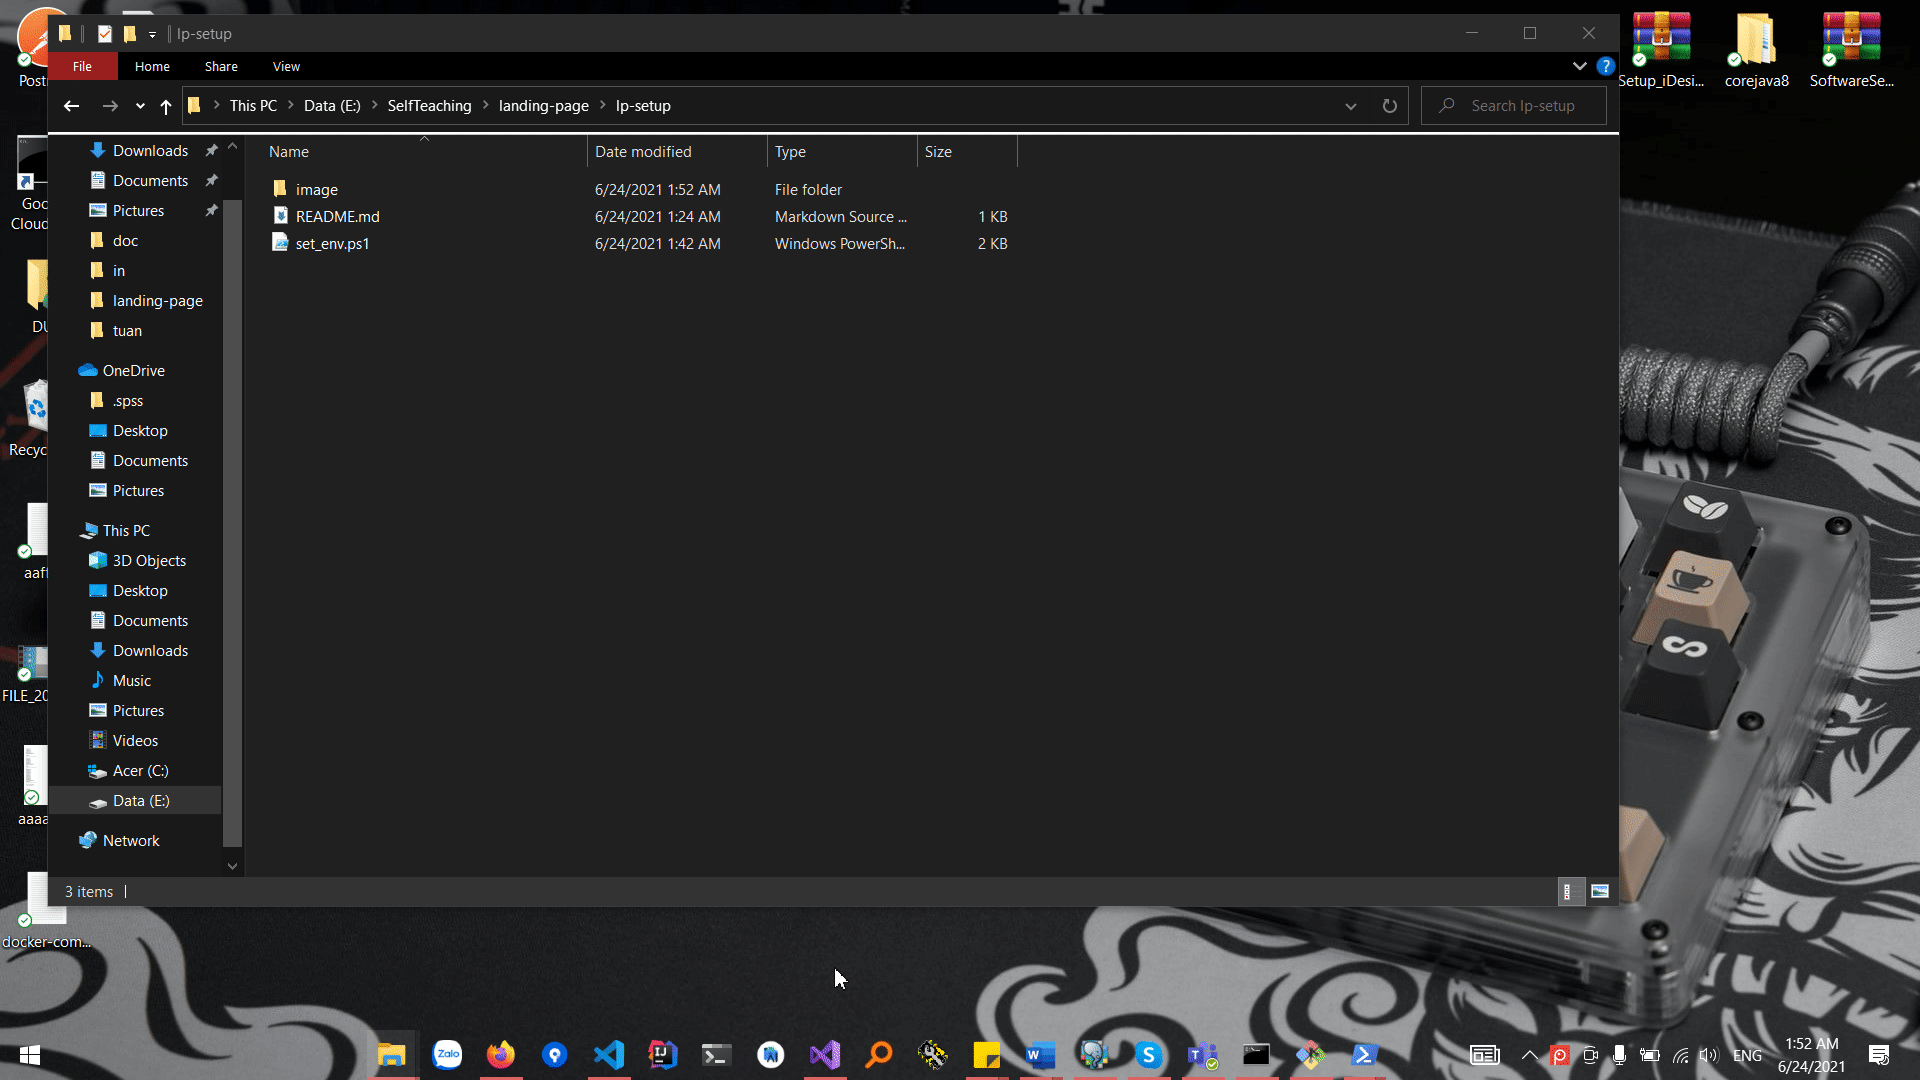 lp-setup
File
Home
Share
View
This PC
Data (E:)
SelfTeaching
landing-page
lp-setup
Search lp-setup
Name
Date modified
Type
Size
image
6/24/2021 1:52 AM
File folder
README.md
6/24/2021 1:24 AM
Markdown Source ...
1 KB
set_env.ps1
6/24/2021 1:42 AM
Windows PowerSh...
2 KB
Downloads
Documents
Pictures
doc
in
landing-page
tuan
OneDrive
.spss
Desktop
Documents
Pictures
This PC
3D Objects
Desktop
Documents
Downloads
Music
Pictures
Videos
Acer (C:)
Data (E:)
Network
3 items
Post
Goo
Cloud
DU
Recyc
aaff
FILE_20
aaaa
docker-com...
Setup_iDesi...
corejava8
SoftwareSe...
Zalo
ENG
1:52 AM
6/24/2021